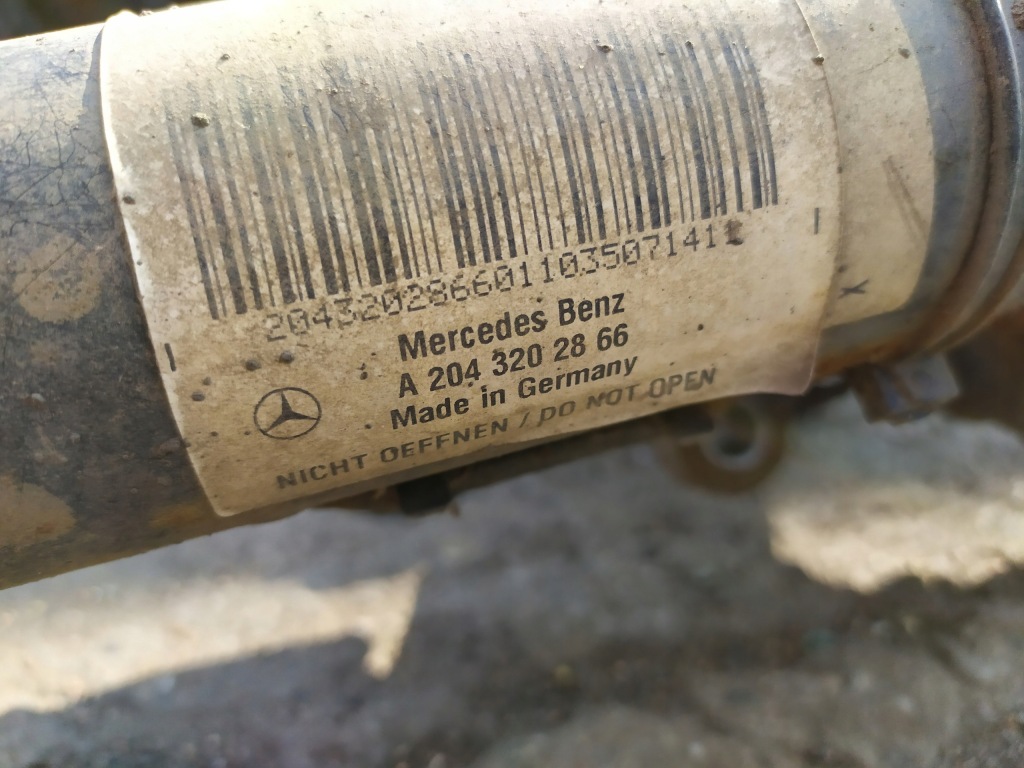 2043202866011035071411
Mercedes Benz
A 204 320 28 66
Made in Germany
NICHT OEFFNEN / DO NOT OPEN